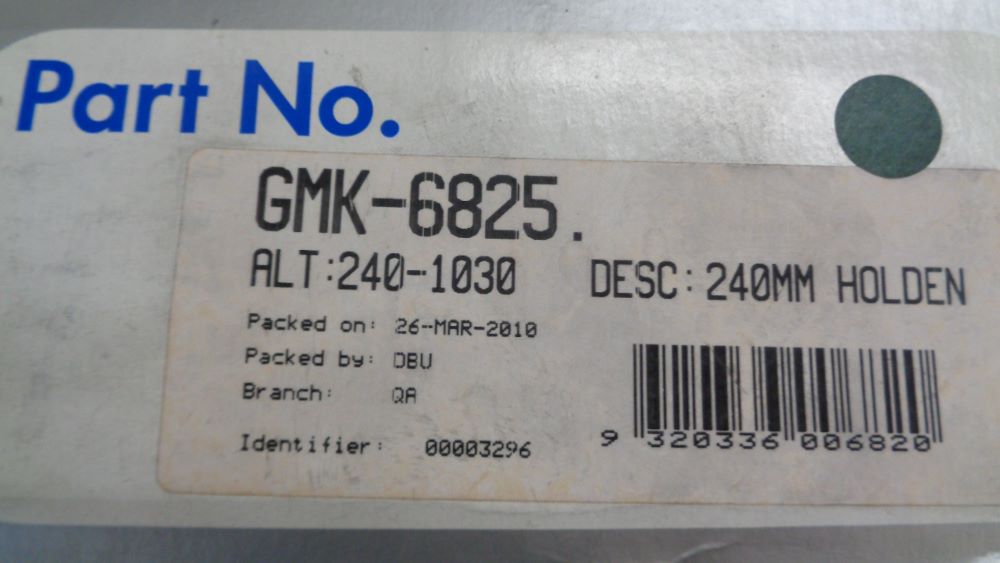 Part No.
GMK-6825.
ALT:240-1030 DESC:240MM HOLDEN
Packed on: 26-MAR-2010
Packed by: DBU
Branch: QA
Identifier: 00003296
9 320336 006820